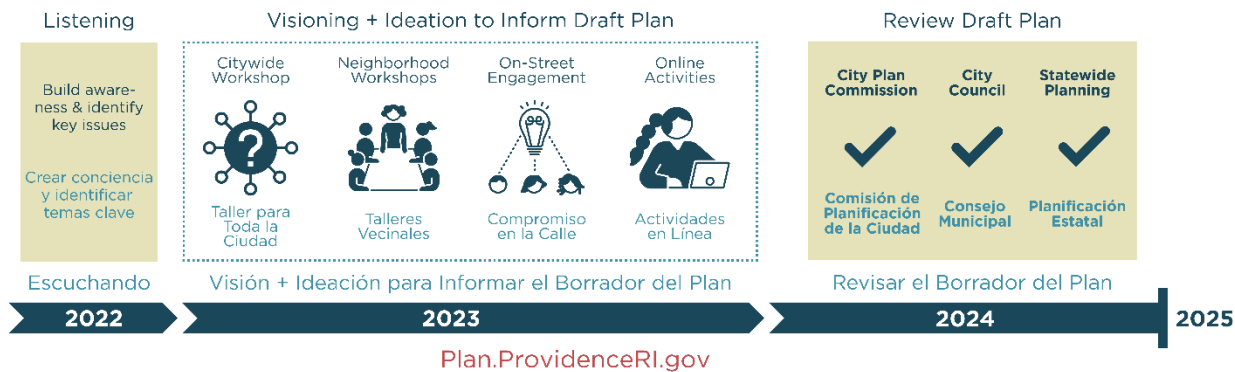 Listening
Build aware-
ness & identify
key issues
Crear conciencia
y identificar
temas clave
Escuchando
2022
Visioning + Ideation to Inform Draft Plan
Citywide
Workshop
?
Taller para
Toda la
Ciudad
Neighborhood
Workshops
Talleres
Vecinales
On-Street
Engagement
Compromiso
en la Calle
Online
Activities
Actividades
en Línea
Visión + Ideación para Informar el Borrador del Plan
2023
Review Draft Plan
City Plan
Commission
Comisión de
Planificación
de la Ciudad
City
Council
Consejo
Municipal
Statewide
Planning
Planificación
Estatal
Revisar el Borrador del Plan
2024
2025
Plan.ProvidenceRI.gov